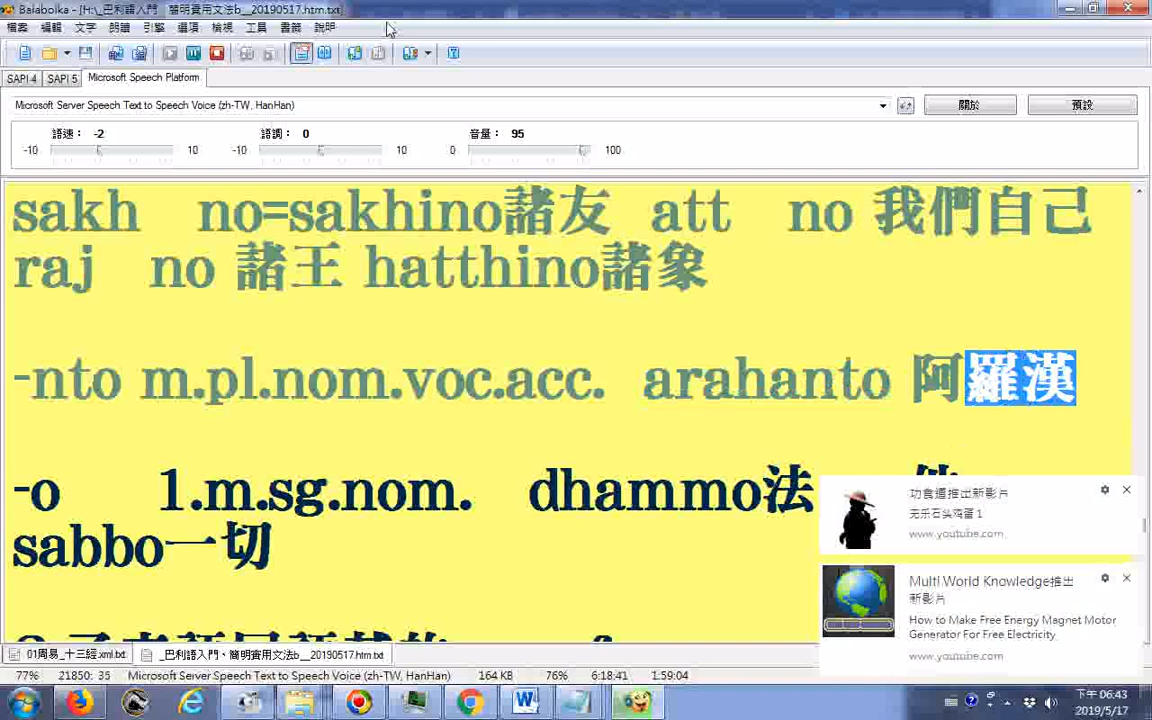 Balabolka - [H:\_巴利語入門、簡明實用文法b__20190517.htm.txt]
檔案 編輯 文字 朗讀 引擎 選項 檢視 工具 書籤 說明
SAPI 4 SAPI 5 Microsoft Speech Platform
Microsoft Server Speech Text to Speech Voice (zh-TW, HanHan) 關於 預設
語速： -2 語調： 0 音量： 95
-10 10 -10 10 0 100
sakh no=sakhino諸友 att no 我們自己
raj no 諸王 hatthino諸象
-nto m.pl.nom.voc.acc. arahanto 阿羅漢
-o 1.m.sg.nom. dhammo法
sabbo一切
功食譜推出新影片
无乐石头鸡蛋 1
www.youtube.com
Multi World Knowledge推出
新影片
How to Make Free Energy Magnet Motor
Generator For Free Electricity
www.youtube.com
01周易_十三經.xml.txt _巴利語入門、簡明實用文法b__20190517.htm.txt
77% 21850: 35 Microsoft Server Speech Text to Speech Voice (zh-TW, HanHan) 164 KB 76% 6:18:41 1:59:04
下午 06:43
2019/5/17